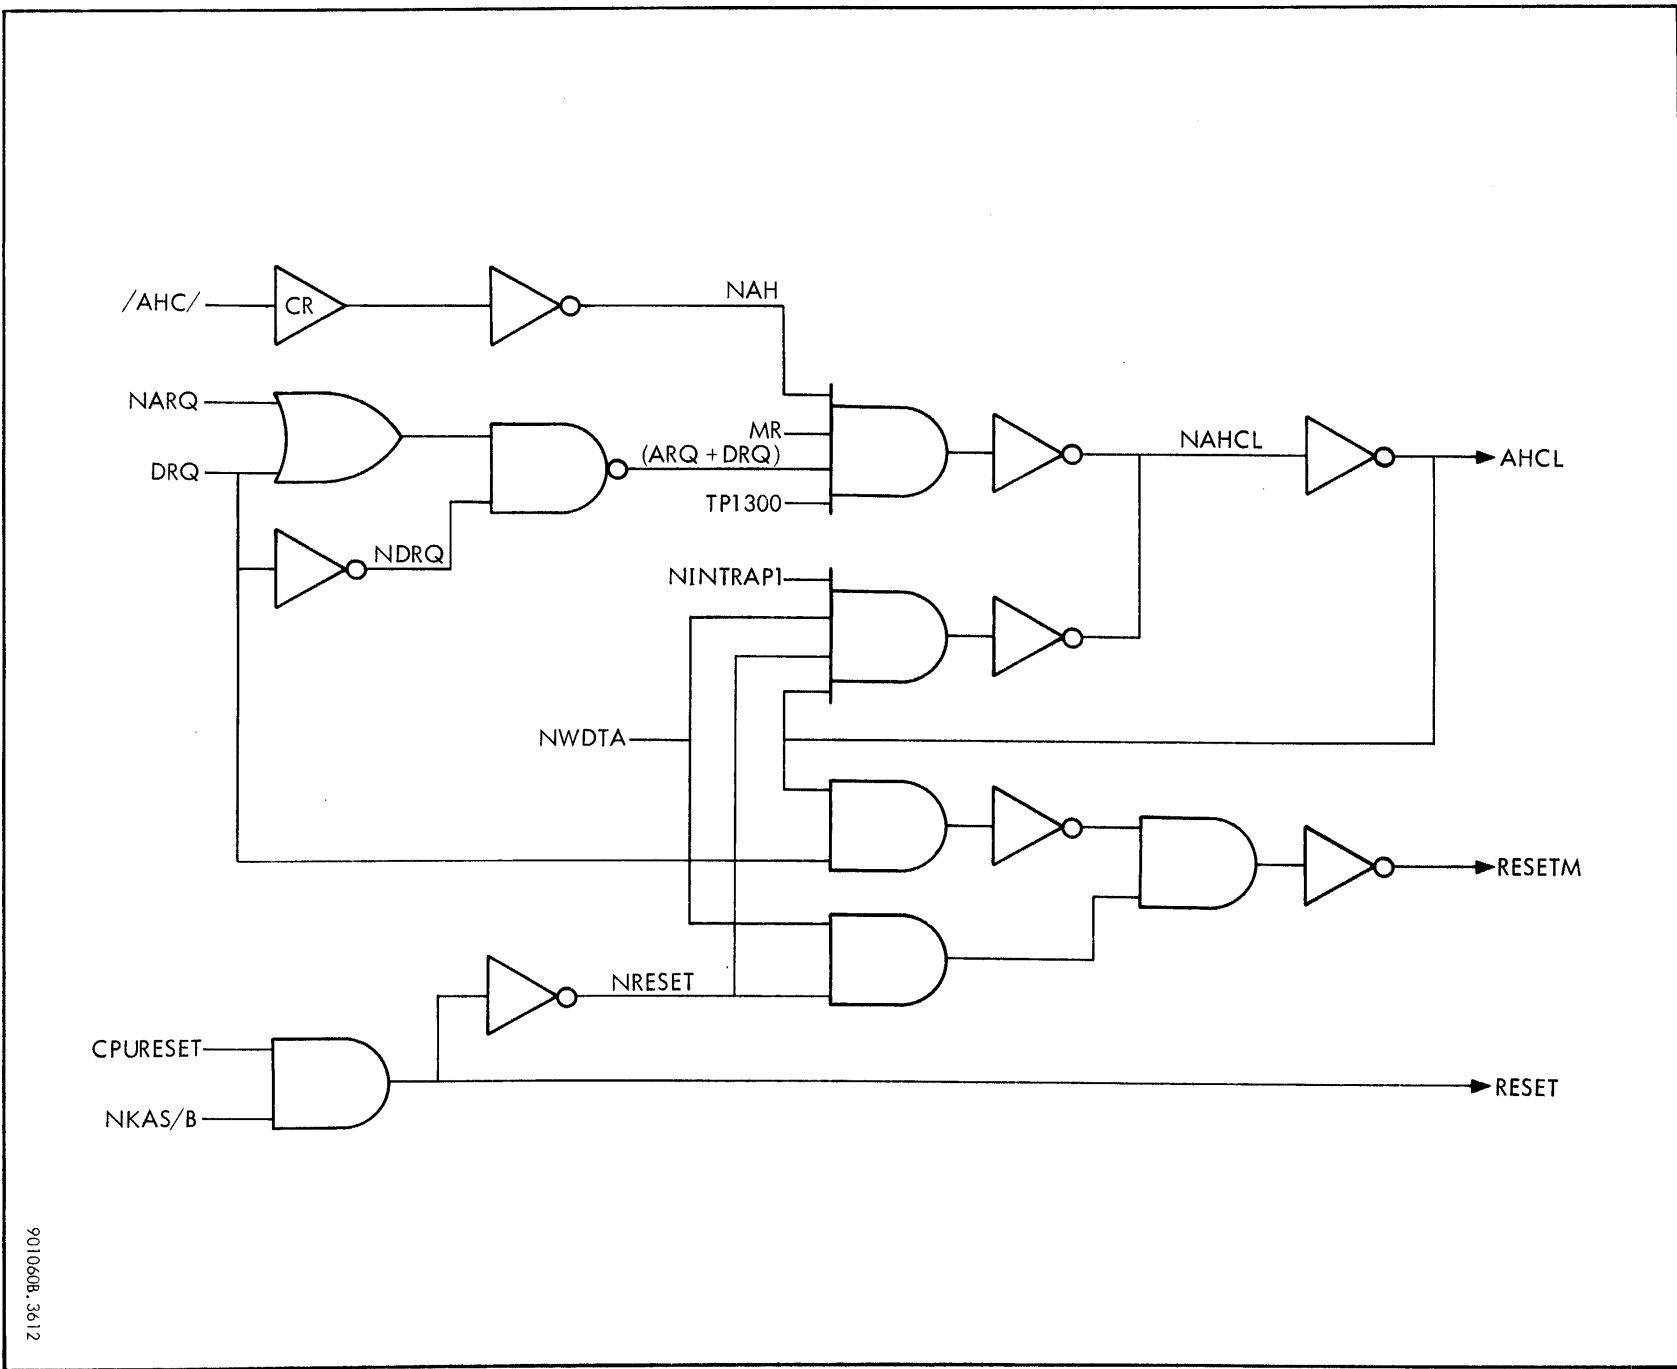 NAH
/AHC/
CR
NARQ
MR
NAHCL
(ARQ + DRQ)
AHCL
DRQ
TP1300
NDRQ
NINTRAP1
NWDTA
RESETM
NRESET
CPURESET
RESET
NKAS/B
901060B. 3612